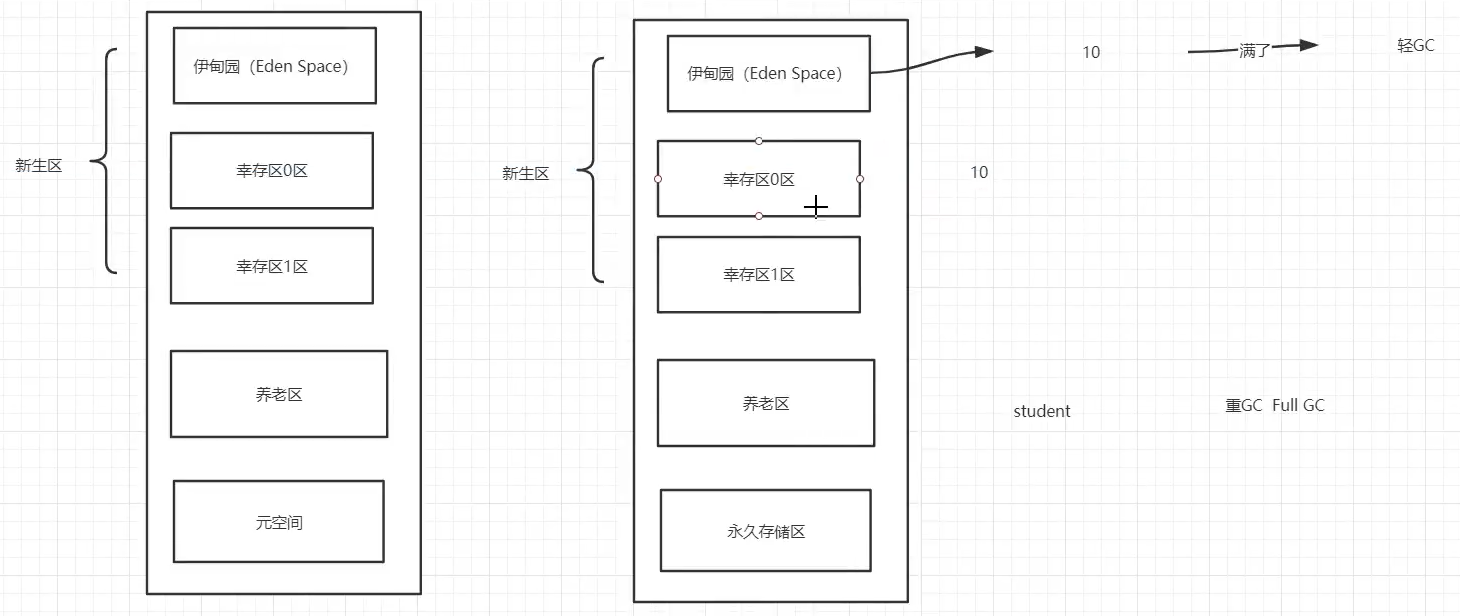 伊甸园（Eden Space）
新生区
幸存区0区
幸存区1区
养老区
元空间
伊甸园（Eden Space）
10
满了
轻GC
新生区
幸存区0区
10
幸存区1区
养老区
student
重GC Full GC
永久存储区